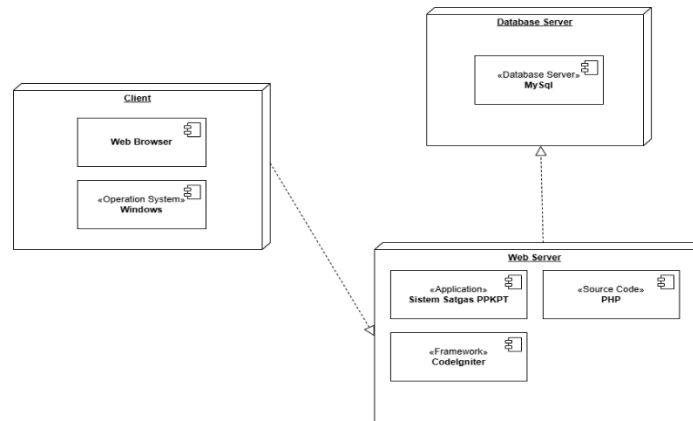 Database Server
«Database Server»
MySql
Client
Web Browser
«Operation System»
Windows
Web Server
«Application»
Sistem Satgas PPKPT
«Source Code»
PHP
«Framework»
CodeIgniter